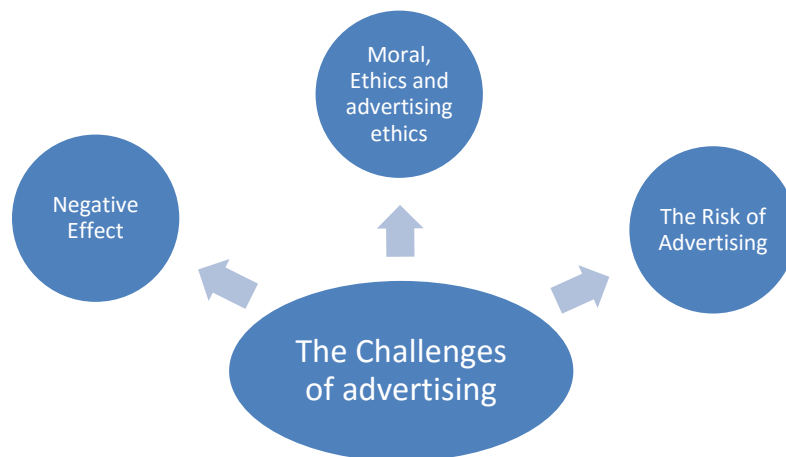 Moral,
Ethics and
advertising
ethics
Negative
Effect
The Risk of
Advertising
The Challenges
of advertising